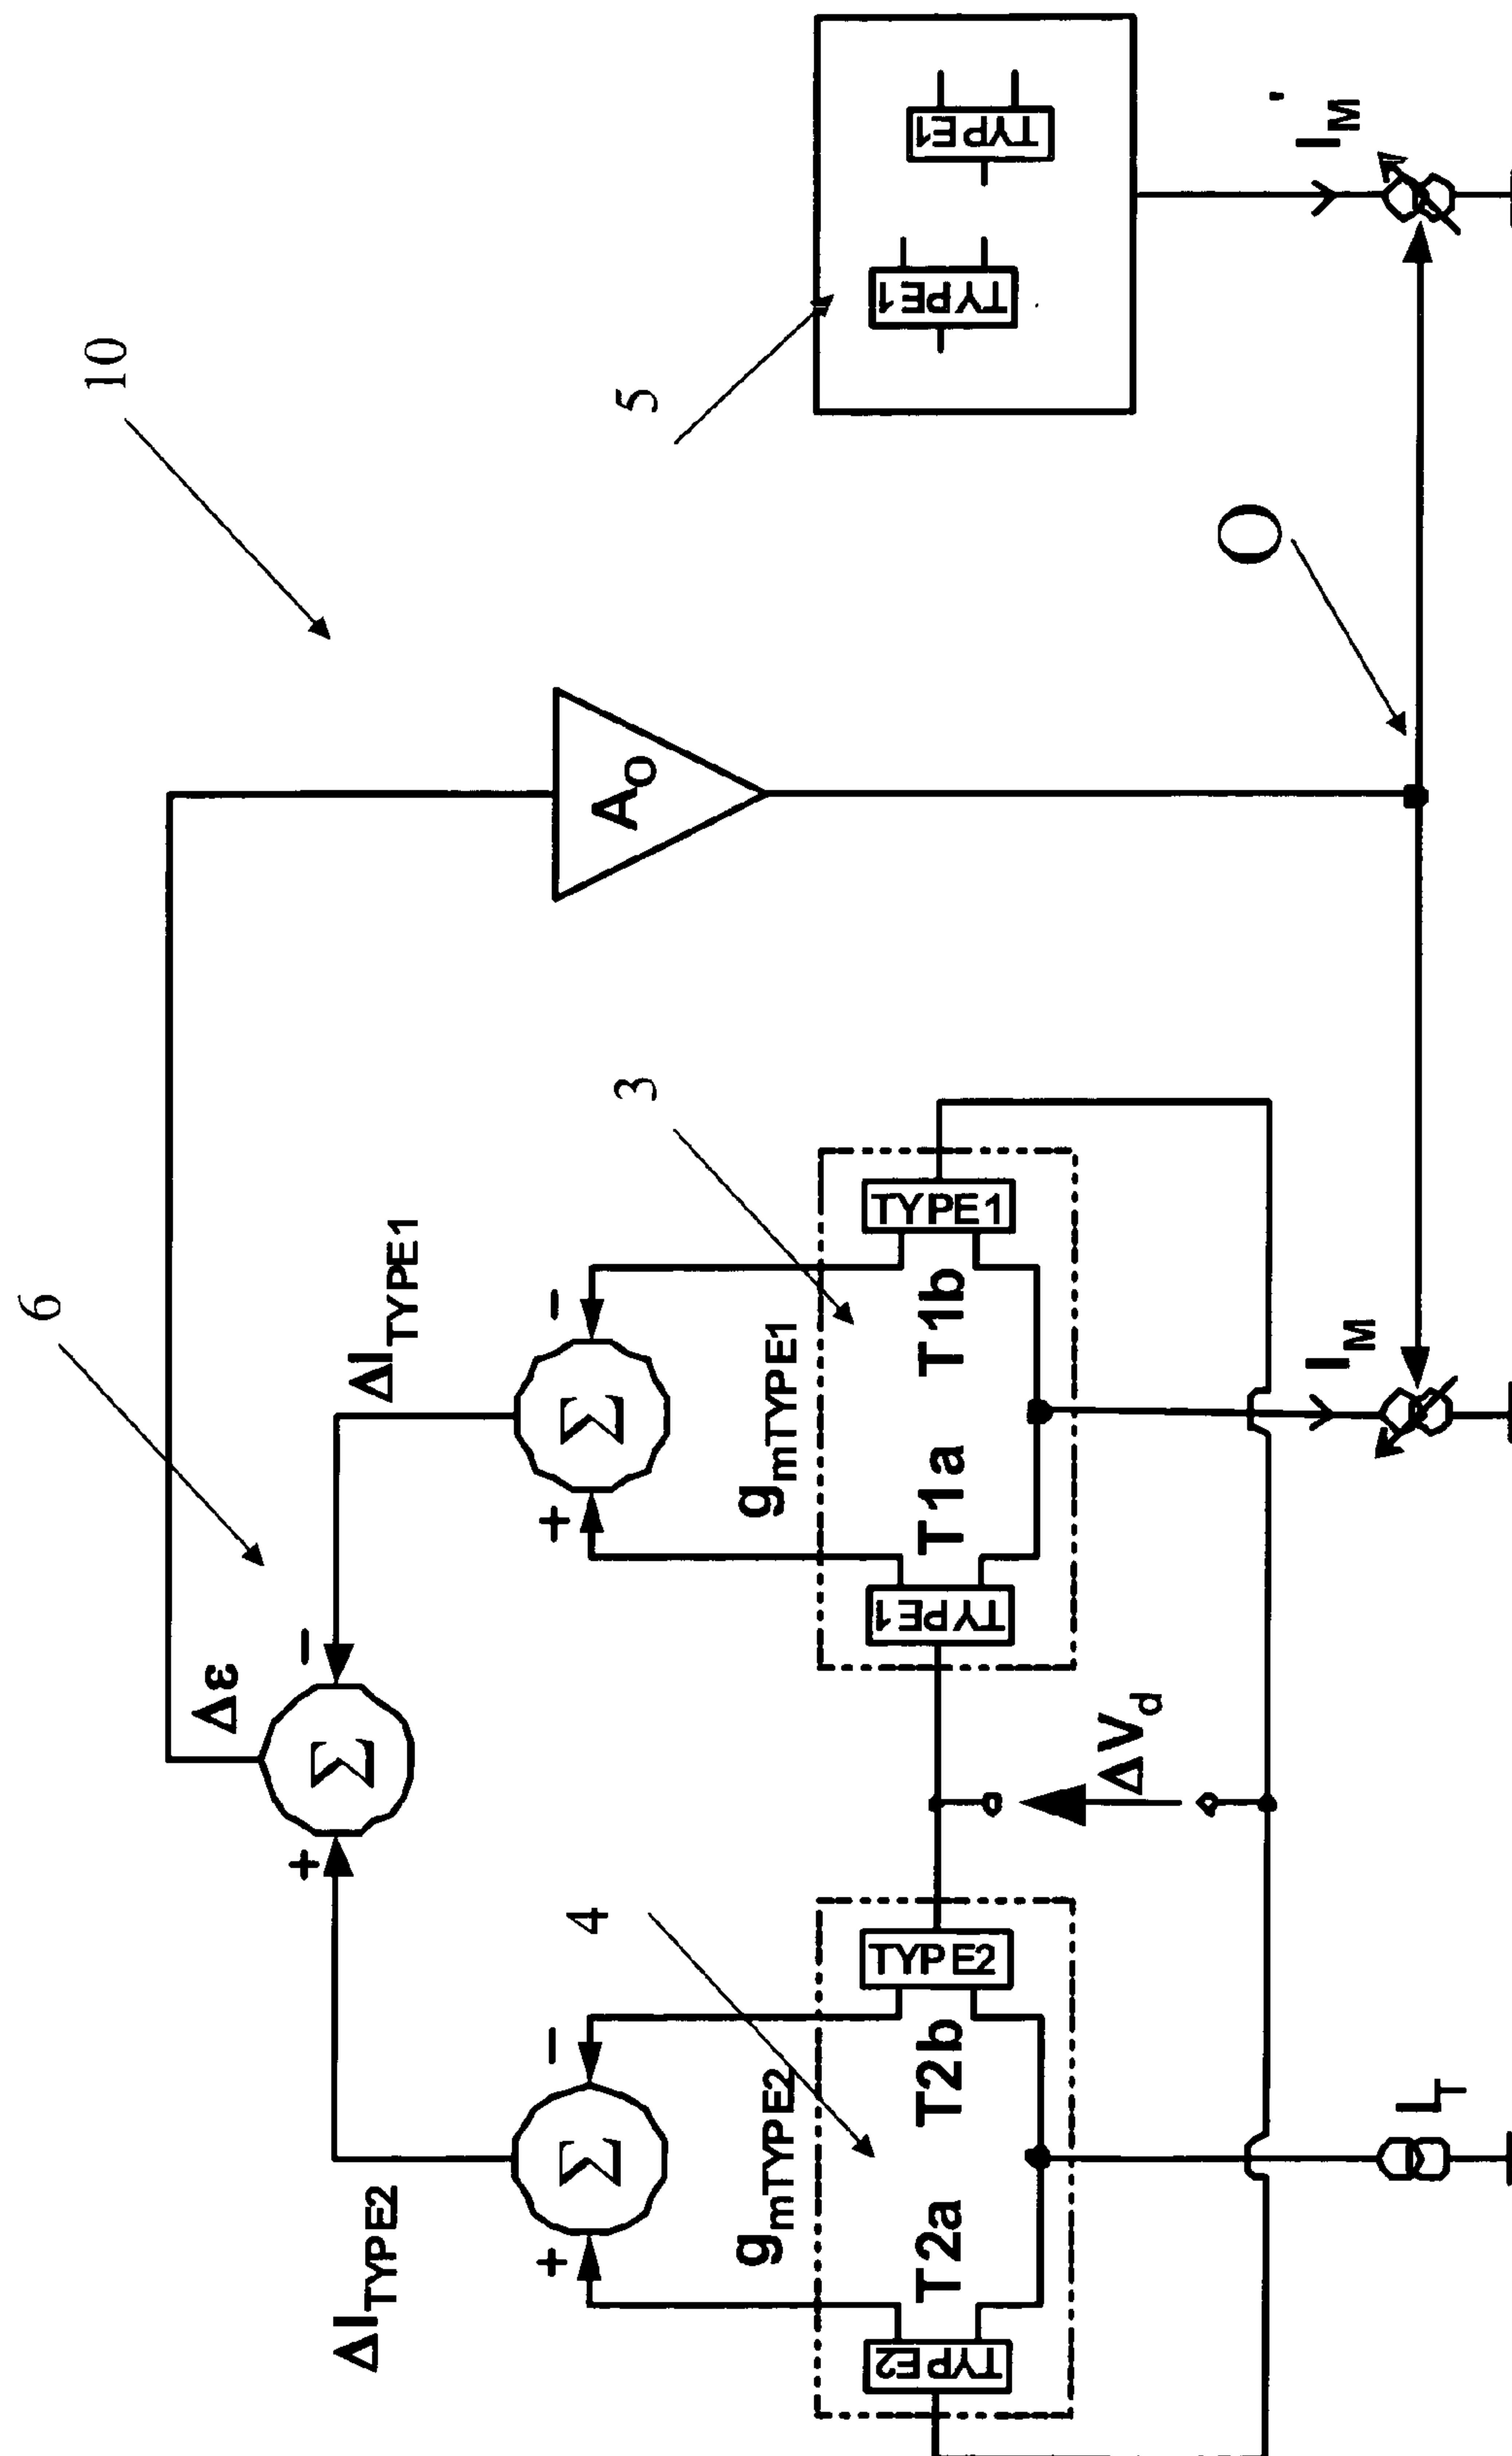 6
10
Δε
ΔI_TYPE2
ΔI_TYPE1
Σ
+
−
A_O
Σ
+
−
Σ
+
−
4
3
5
g_mTYPE2
g_mTYPE1
TYPE2
T2a
T2b
TYPE2
TYPE1
T1a
T1b
TYPE1
TYPE1
TYPE1
ΔV_d
O
I_T
I_M
I_M'